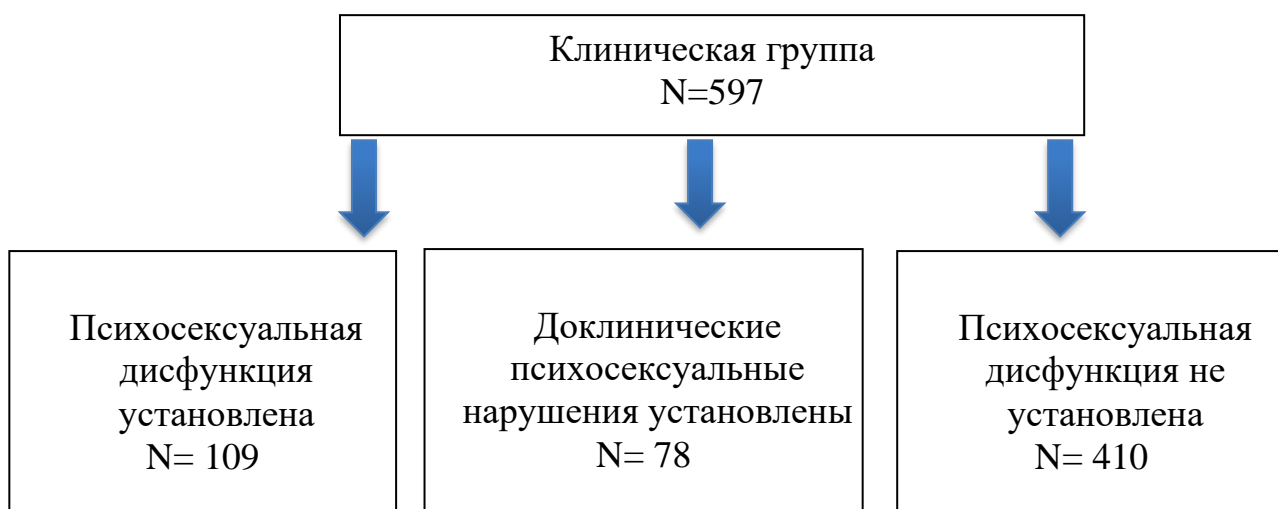 Клиническая группа
N=597
Психосексуальная
дисфункция
установлена
N= 109
Доклинические
психосексуальные
нарушения установлены
N= 78
Психосексуальная
дисфункция не
установлена
N= 410